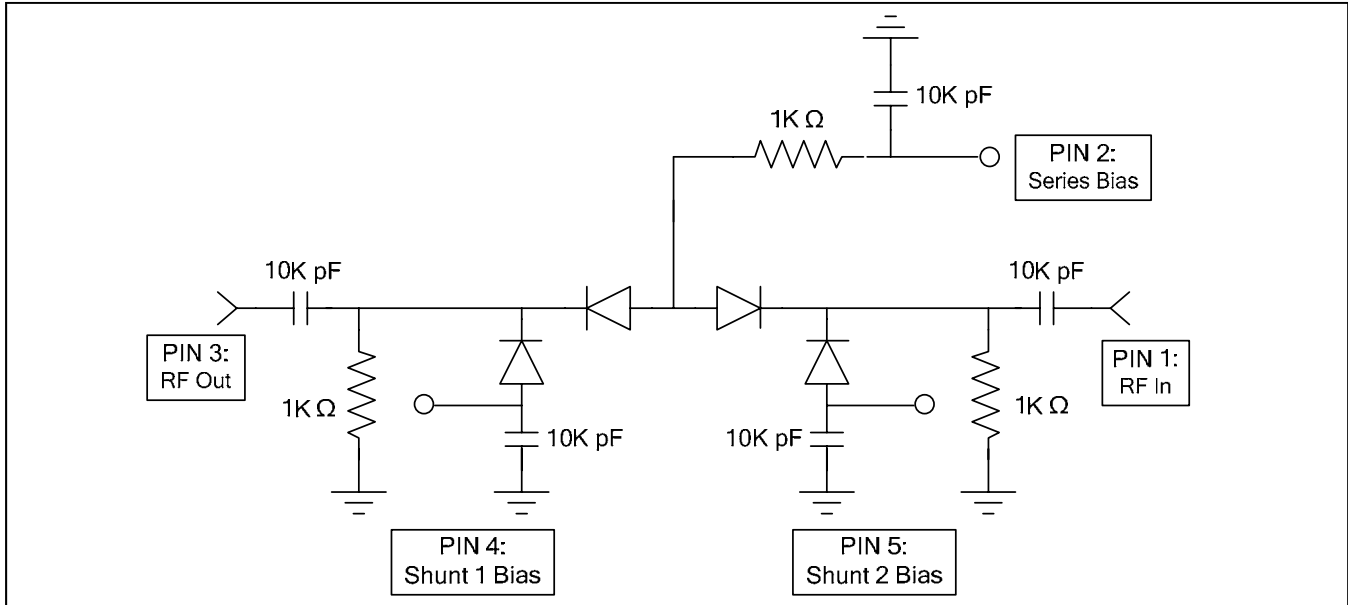 10K pF
1K Ω
PIN 2:
Series Bias
10K pF
10K pF
PIN 3:
RF Out
PIN 1:
RF In
1K Ω
1K Ω
10K pF
10K pF
PIN 4:
Shunt 1 Bias
PIN 5:
Shunt 2 Bias